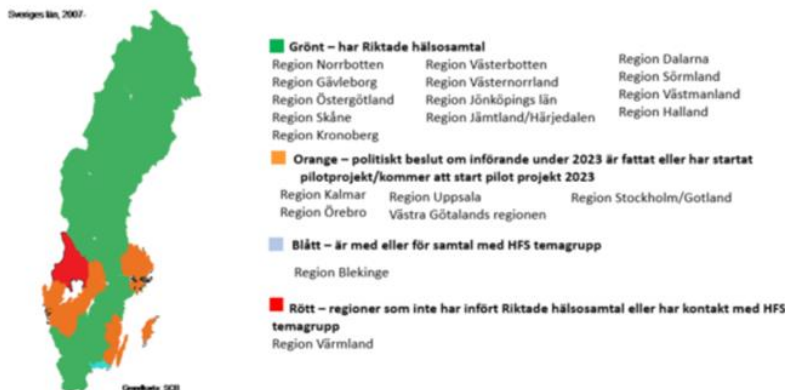 Sveriges län, 2007-
Grönt – har Riktade hälsosamtal
Region Norrbotten
Region Gävleborg
Region Östergötland
Region Skåne
Region Kronoberg
Region Västerbotten
Region Västernorrland
Region Jönköpings län
Region Jämtland/Härjedalen
Region Dalarna
Region Sörmland
Region Västmanland
Region Halland
Orange – politiskt beslut om införande under 2023 är fattat eller har startat
pilotprojekt/kommer att start pilot projekt 2023
Region Kalmar
Region Örebro
Region Uppsala
Västra Götalands regionen
Region Stockholm/Gotland
Blått – är med eller för samtal med HFS temagrupp
Region Blekinge
Rött – regioner som inte har infört Riktade hälsosamtal eller har kontakt med HFS
temagrupp
Region Värmland
Grundkarta, SCB